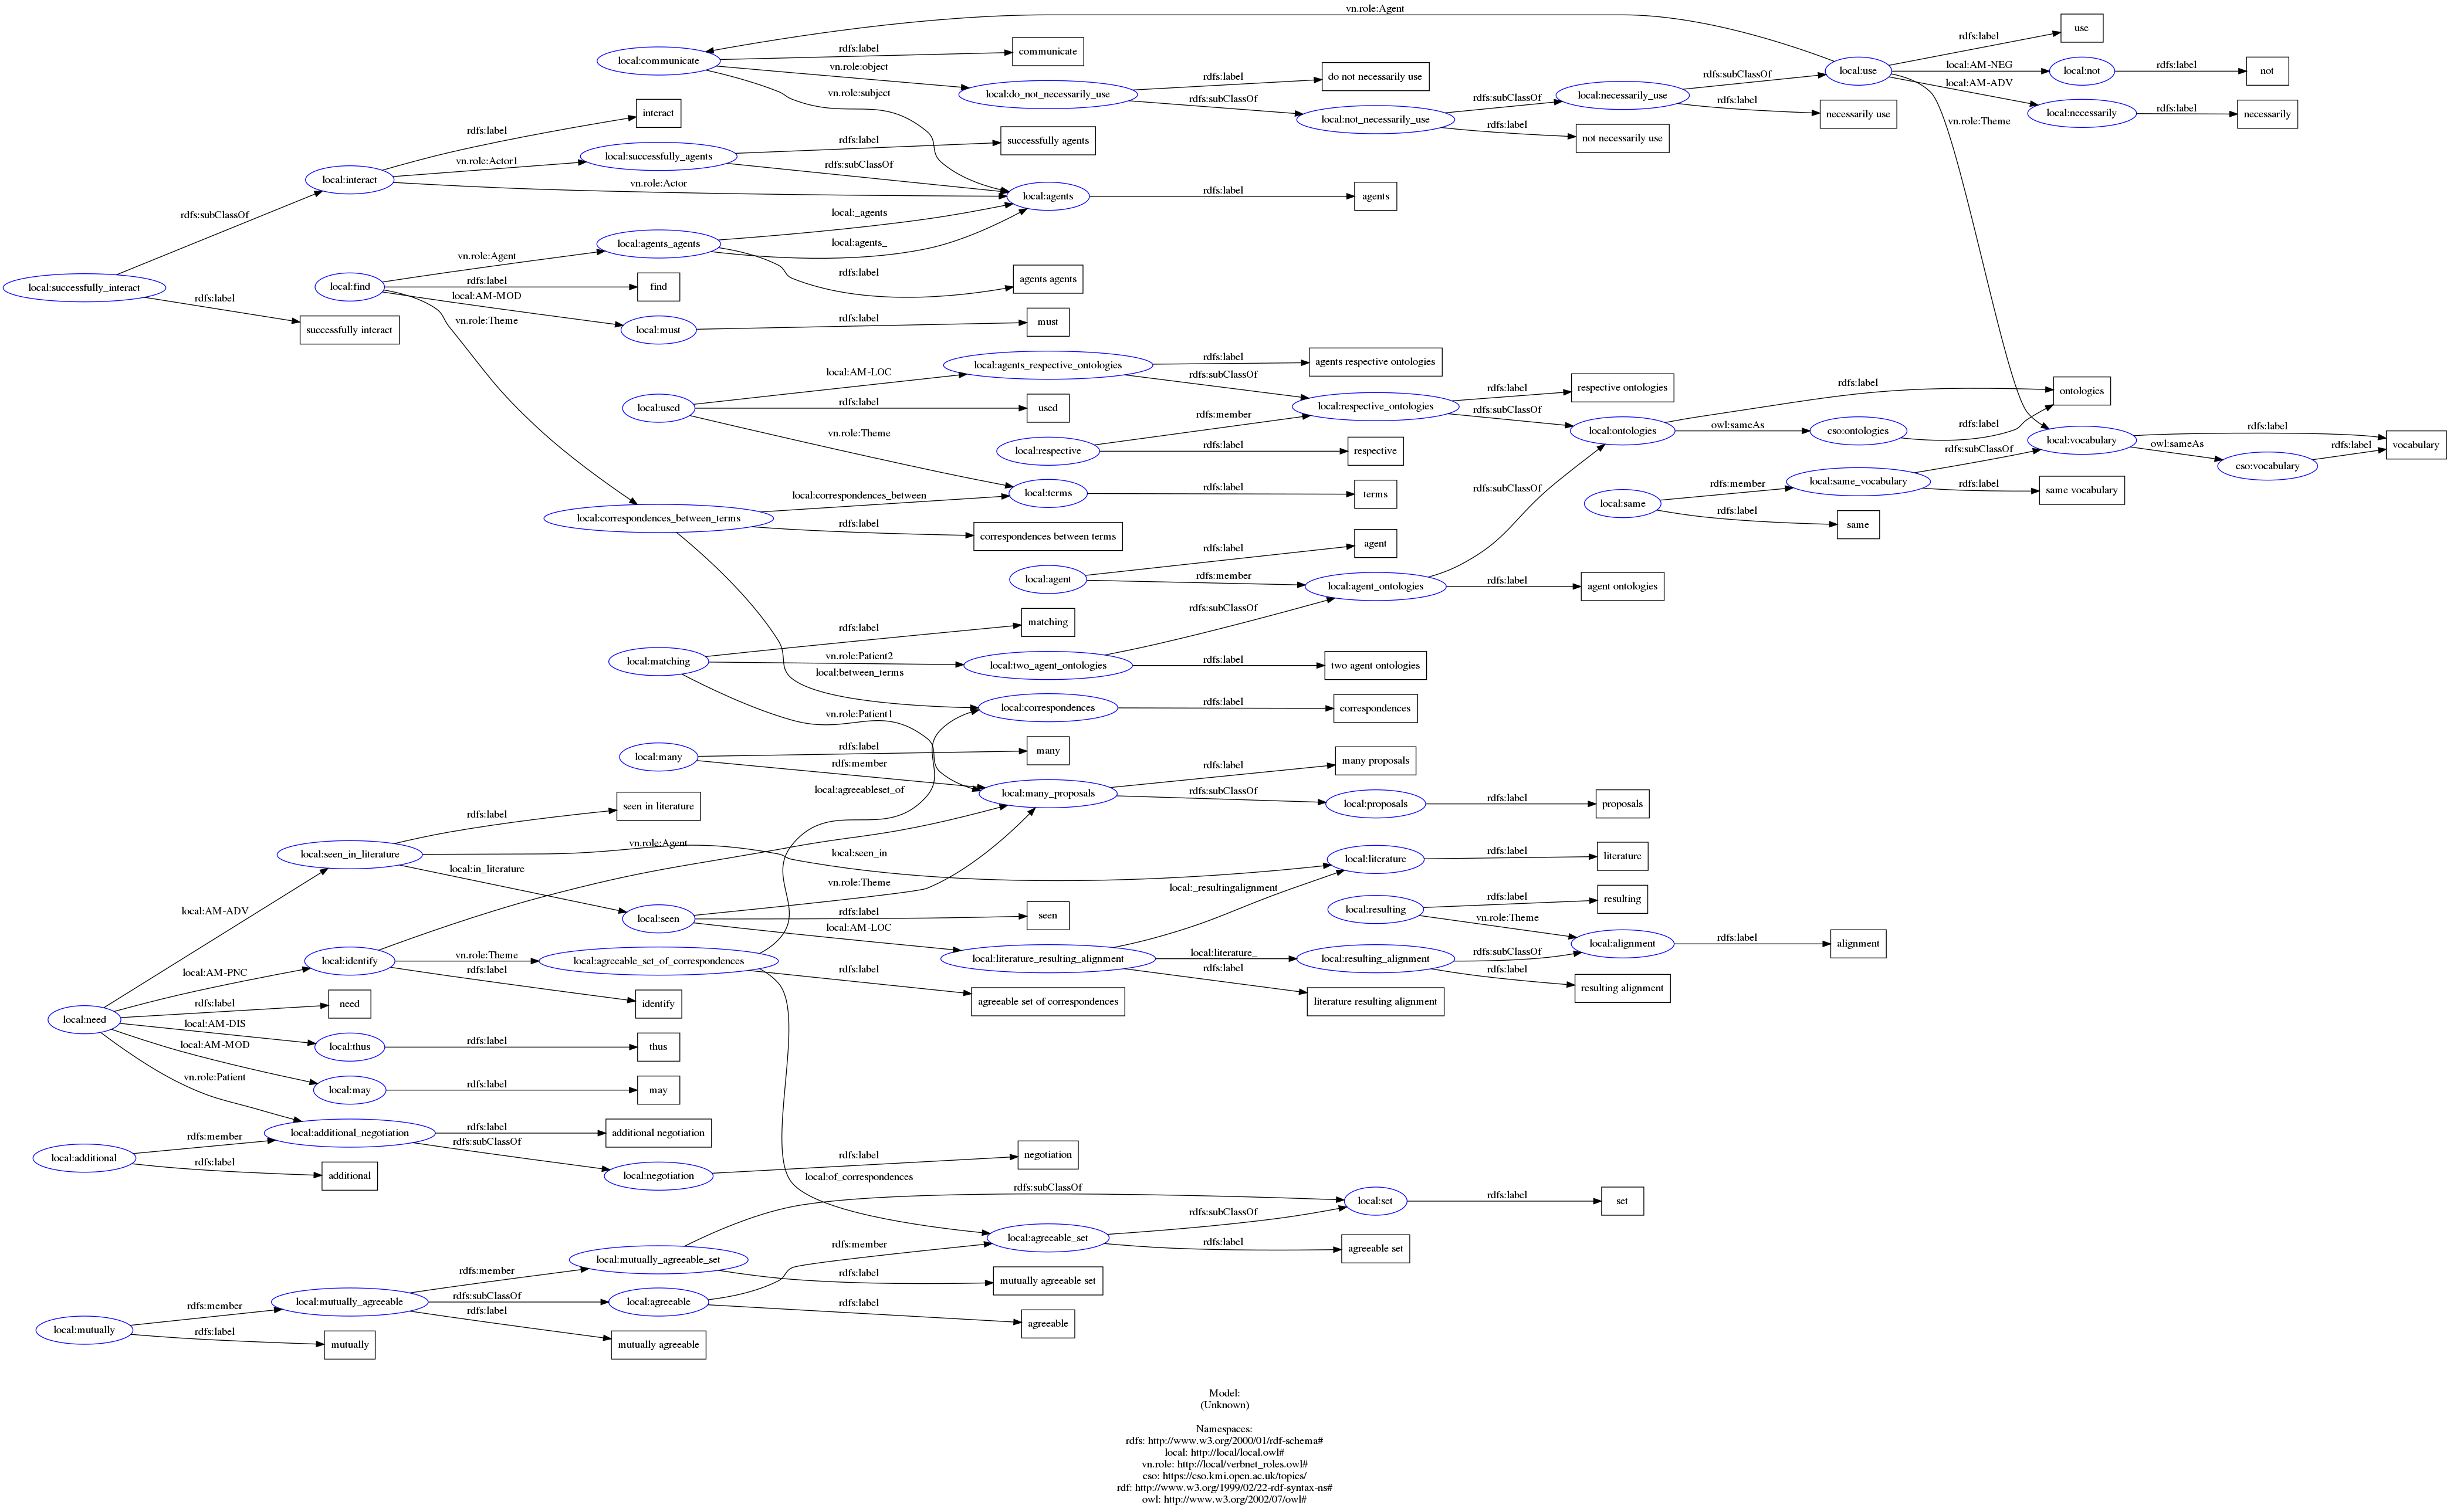 vn.role:Agent
rdfs:label
use
local:communicate
rdfs:label
communicate
vn.role:object
local:do_not_necessarily_use
rdfs:label
do not necessarily use
rdfs:subClassOf
local:not_necessarily_use
rdfs:subClassOf
local:necessarily_use
rdfs:subClassOf
local:use
local:AM-NEG
local:not
rdfs:label
not
local:AM-ADV
local:necessarily
rdfs:label
necessarily
rdfs:label
necessarily use
rdfs:label
not necessarily use
vn.role:subject
vn.role:Theme
rdfs:label
interact
local:interact
vn.role:Actor1
local:successfully_agents
rdfs:label
successfully agents
rdfs:subClassOf
vn.role:Actor
local:agents
rdfs:label
agents
rdfs:subClassOf
local:successfully_interact
rdfs:label
successfully interact
local:find
vn.role:Agent
local:agents_agents
local:_agents
local:agents_
rdfs:label
agents agents
rdfs:label
find
local:AM-MOD
local:must
rdfs:label
must
vn.role:Theme
local:used
local:AM-LOC
local:agents_respective_ontologies
rdfs:label
agents respective ontologies
rdfs:subClassOf
rdfs:label
used
vn.role:Theme
local:respective
rdfs:member
local:respective_ontologies
rdfs:label
respective ontologies
rdfs:subClassOf
rdfs:label
respective
local:ontologies
rdfs:label
ontologies
owl:sameAs
cso:ontologies
rdfs:label
local:vocabulary
rdfs:label
vocabulary
owl:sameAs
cso:vocabulary
rdfs:label
rdfs:subClassOf
local:same
rdfs:member
local:same_vocabulary
rdfs:label
same vocabulary
rdfs:label
same
local:correspondences_between_terms
local:correspondences_between
local:terms
rdfs:label
terms
rdfs:label
correspondences between terms
rdfs:subClassOf
local:agent
rdfs:label
agent
rdfs:member
local:agent_ontologies
rdfs:label
agent ontologies
rdfs:subClassOf
local:matching
rdfs:label
matching
vn.role:Patient2
local:two_agent_ontologies
rdfs:label
two agent ontologies
local:between_terms
vn.role:Patient1
local:correspondences
rdfs:label
correspondences
local:many
rdfs:label
many
rdfs:member
local:agreeableset_of
local:many_proposals
rdfs:label
many proposals
rdfs:subClassOf
local:proposals
rdfs:label
proposals
rdfs:label
seen in literature
local:seen_in_literature
vn.role:Agent
local:seen_in
local:literature
rdfs:label
literature
local:in_literature
local:seen
vn.role:Theme
rdfs:label
seen
local:AM-LOC
local:_resultingalignment
local:resulting
rdfs:label
resulting
vn.role:Theme
local:alignment
rdfs:label
alignment
local:literature_resulting_alignment
local:literature_
local:resulting_alignment
rdfs:subClassOf
rdfs:label
resulting alignment
rdfs:label
literature resulting alignment
local:AM-ADV
local:AM-PNC
local:identify
vn.role:Theme
local:agreeable_set_of_correspondences
rdfs:label
agreeable set of correspondences
rdfs:label
identify
local:need
rdfs:label
need
local:AM-DIS
local:thus
rdfs:label
thus
local:AM-MOD
local:may
rdfs:label
may
vn.role:Patient
local:additional
rdfs:member
local:additional_negotiation
rdfs:label
additional negotiation
rdfs:subClassOf
local:negotiation
rdfs:label
negotiation
rdfs:label
additional
local:of_correspondences
rdfs:subClassOf
local:set
rdfs:label
set
local:agreeable_set
rdfs:subClassOf
rdfs:label
agreeable set
rdfs:member
local:mutually_agreeable_set
rdfs:label
mutually agreeable set
local:mutually
rdfs:member
local:mutually_agreeable
rdfs:member
rdfs:subClassOf
local:agreeable
rdfs:label
agreeable
rdfs:label
mutually agreeable
rdfs:label
mutually
Model:
(Unknown)
Namespaces:
rdfs: http://www.w3.org/2000/01/rdf-schema#
local: http://local/local.owl#
vn.role: http://local/verbnet_roles.owl#
cso: https://cso.kmi.open.ac.uk/topics/
rdf: http://www.w3.org/1999/02/22-rdf-syntax-ns#
owl: http://www.w3.org/2002/07/owl#